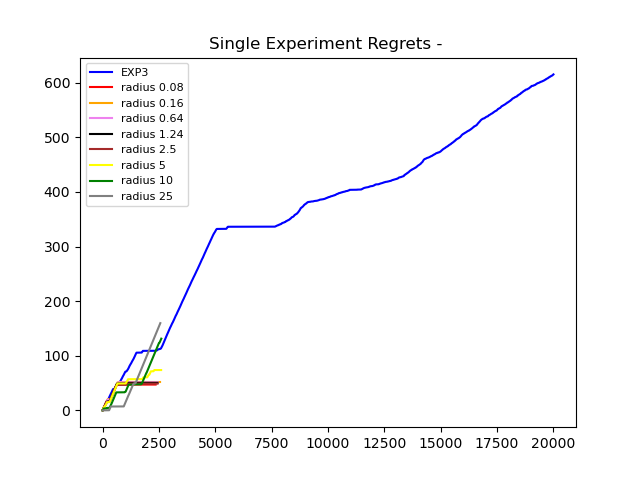 Single Experiment Regrets -
EXP3
radius 0.08
radius 0.16
radius 0.64
radius 1.24
radius 2.5
radius 5
radius 10
radius 25
600
500
400
300
200
100
0
0 2500 5000 7500 10000 12500 15000 17500 20000